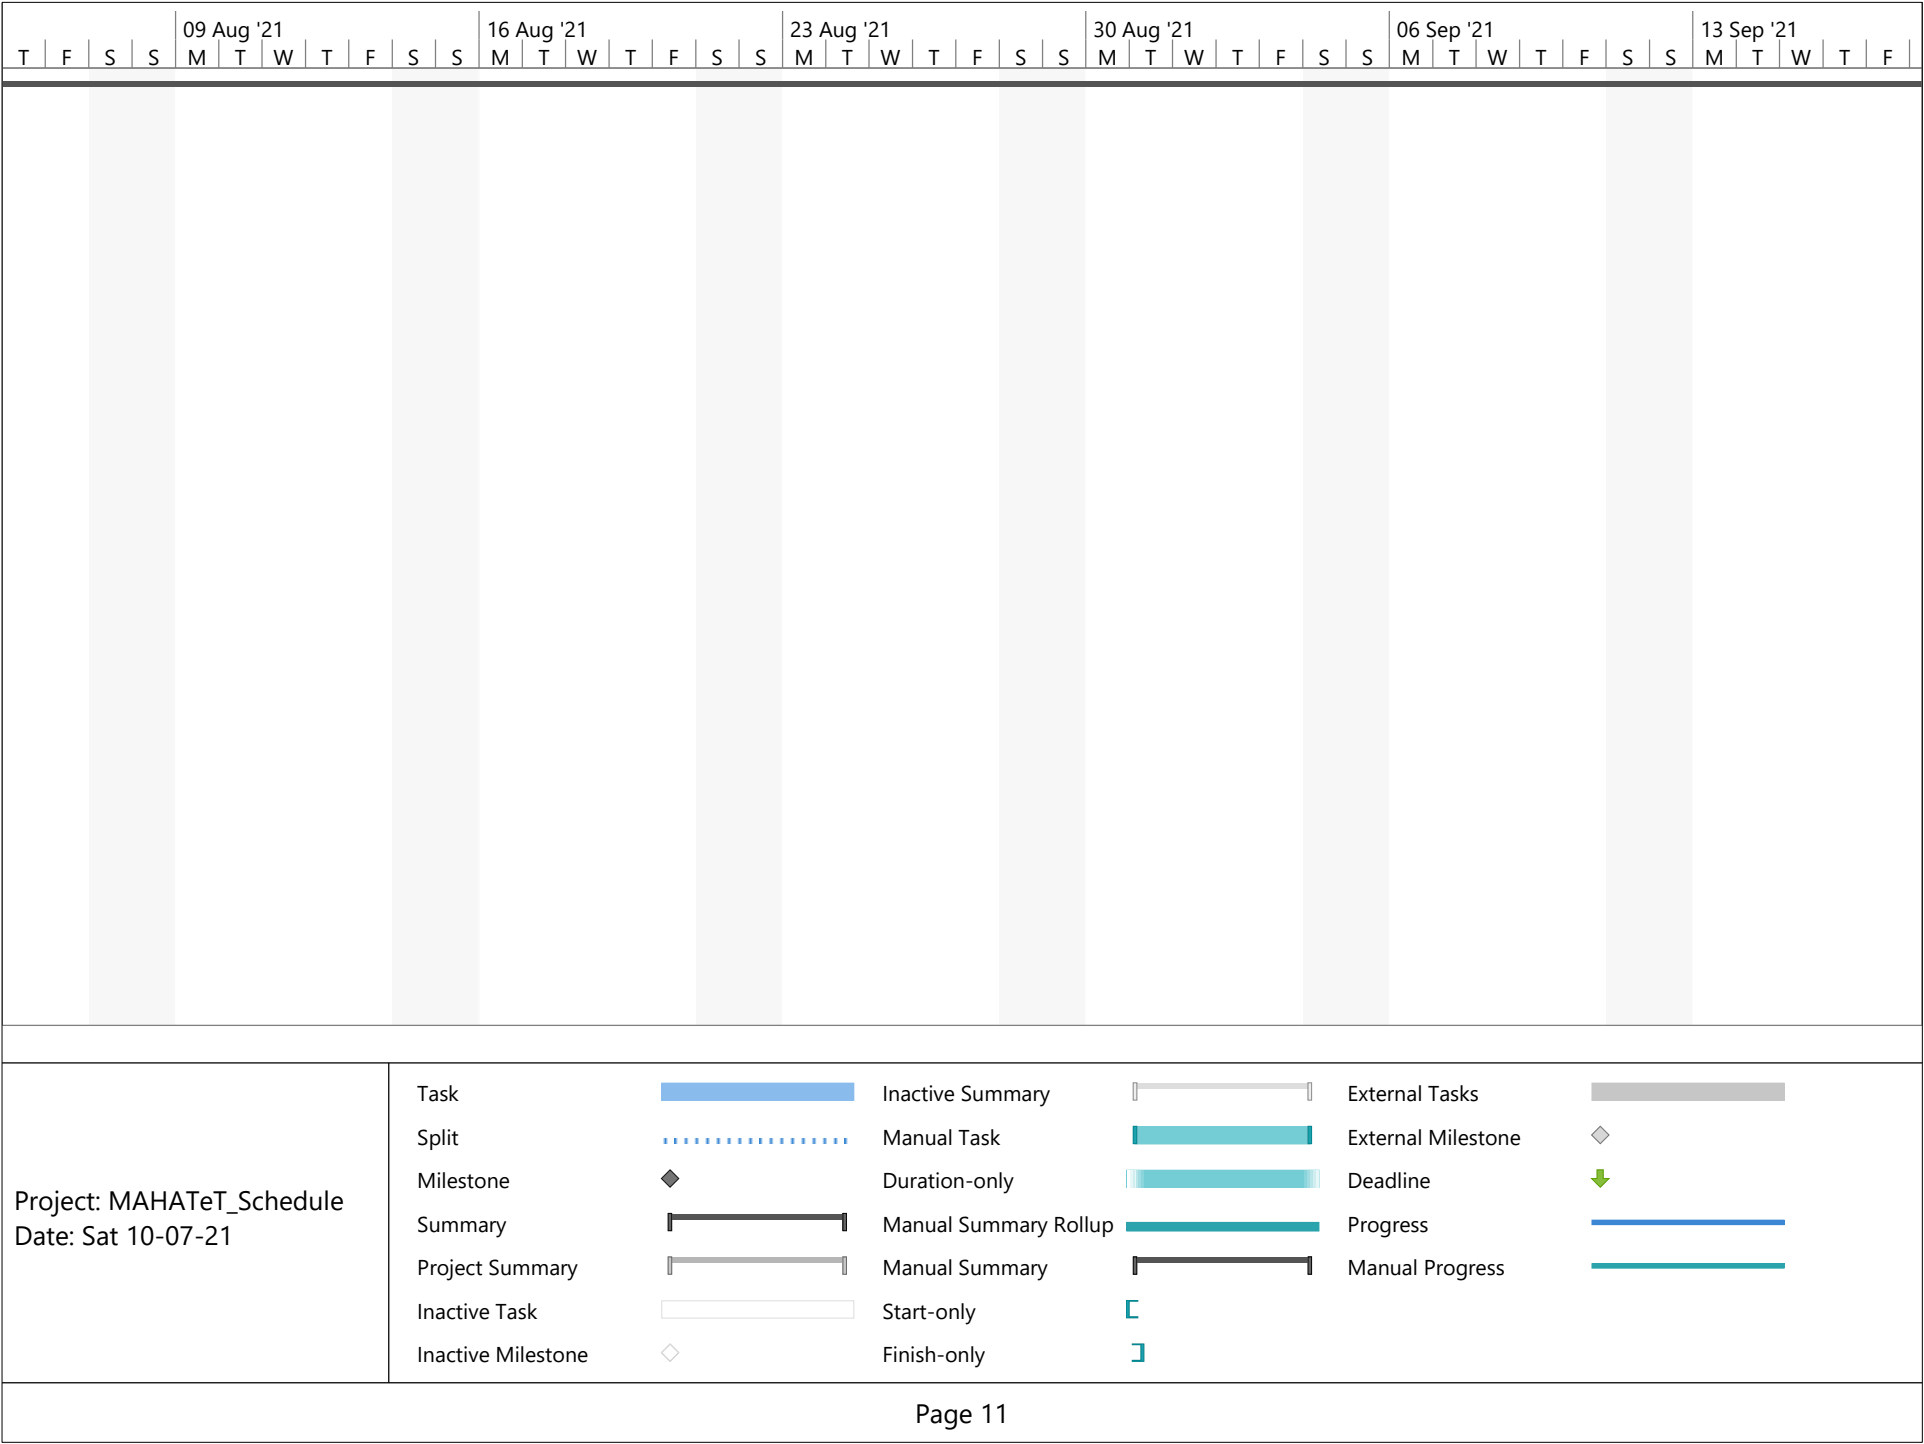 09 Aug '21 16 Aug '21 23 Aug '21 30 Aug '21 06 Sep '21 13 Sep '21
T F S S M T W T F S S M T W T F S S M T W T F S S M T W T F S S M T W T F S S M T W T F
Task Inactive Summary External Tasks
Split Manual Task External Milestone
Milestone Duration-only Deadline
Summary Manual Summary Rollup Progress
Project Summary Manual Summary Manual Progress
Inactive Task Start-only
Inactive Milestone Finish-only
Project: MAHATeT_Schedule
Date: Sat 10-07-21
Page 11